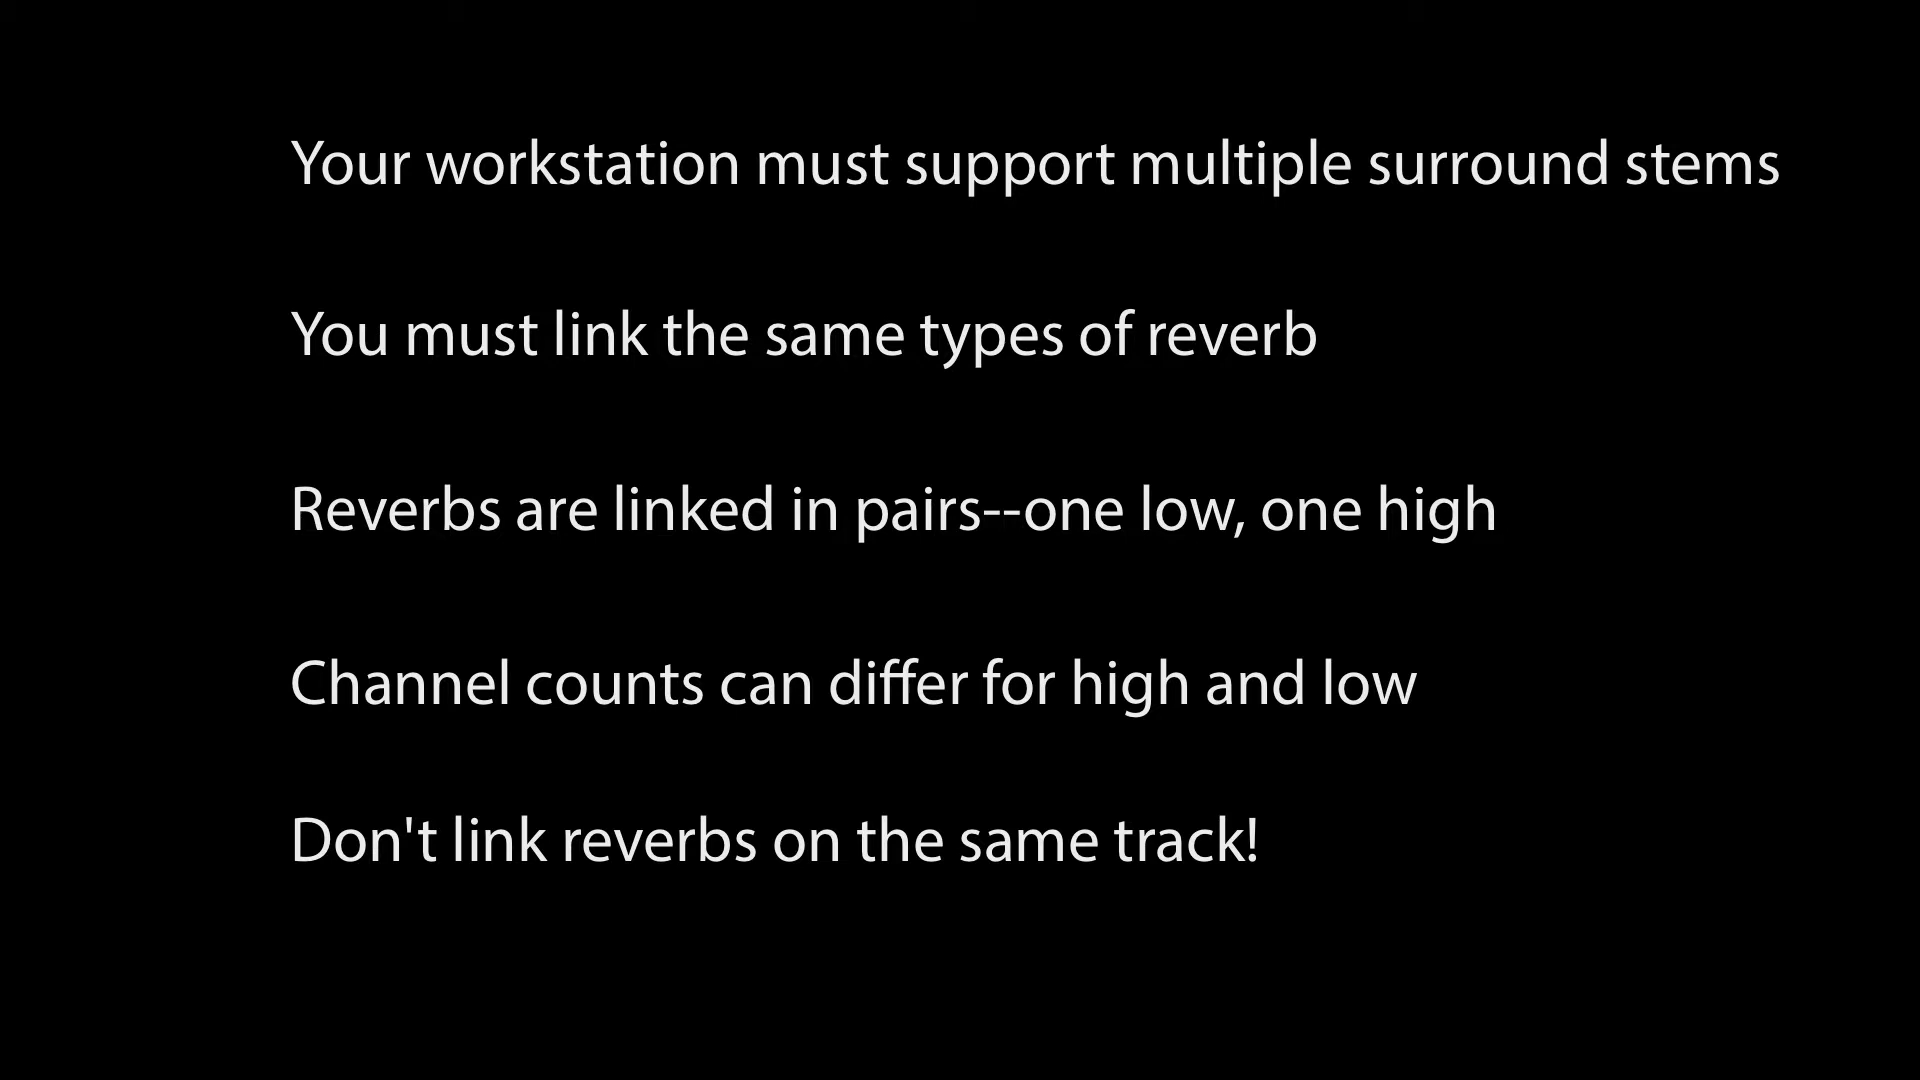 Your workstation must support multiple surround stems
You must link the same types of reverb
Reverbs are linked in pairs--one low, one high
Channel counts can differ for high and low
Don't link reverbs on the same track!